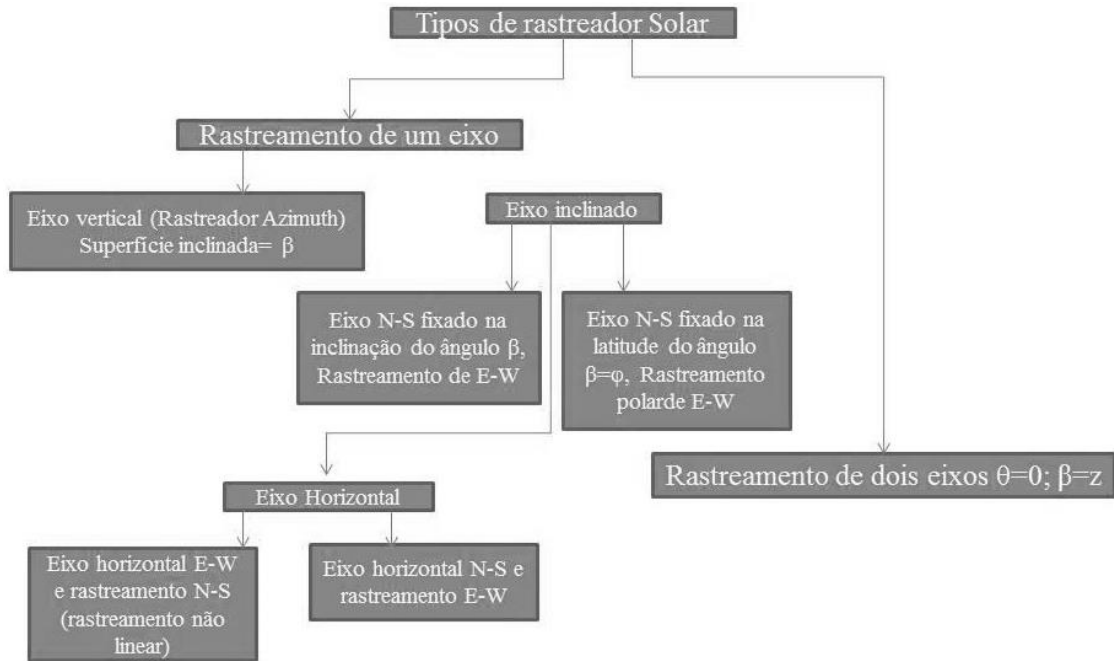 Tipos de rastreador Solar
Rastreamento de um eixo
Eixo vertical (Rastreador Azimuth)
Superfície inclinada= β
Eixo inclinado
Eixo N-S fixado na
inclinação do ângulo β,
Rastreamento de E-W
Eixo N-S fixado na
latitude do ângulo
β=φ, Rastreamento
polarde E-W
Rastreamento de dois eixos θ=0; β=z
Eixo Horizontal
Eixo horizontal E-W
e rastreamento N-S
(rastreamento não
linear)
Eixo horizontal N-S e
rastreamento E-W